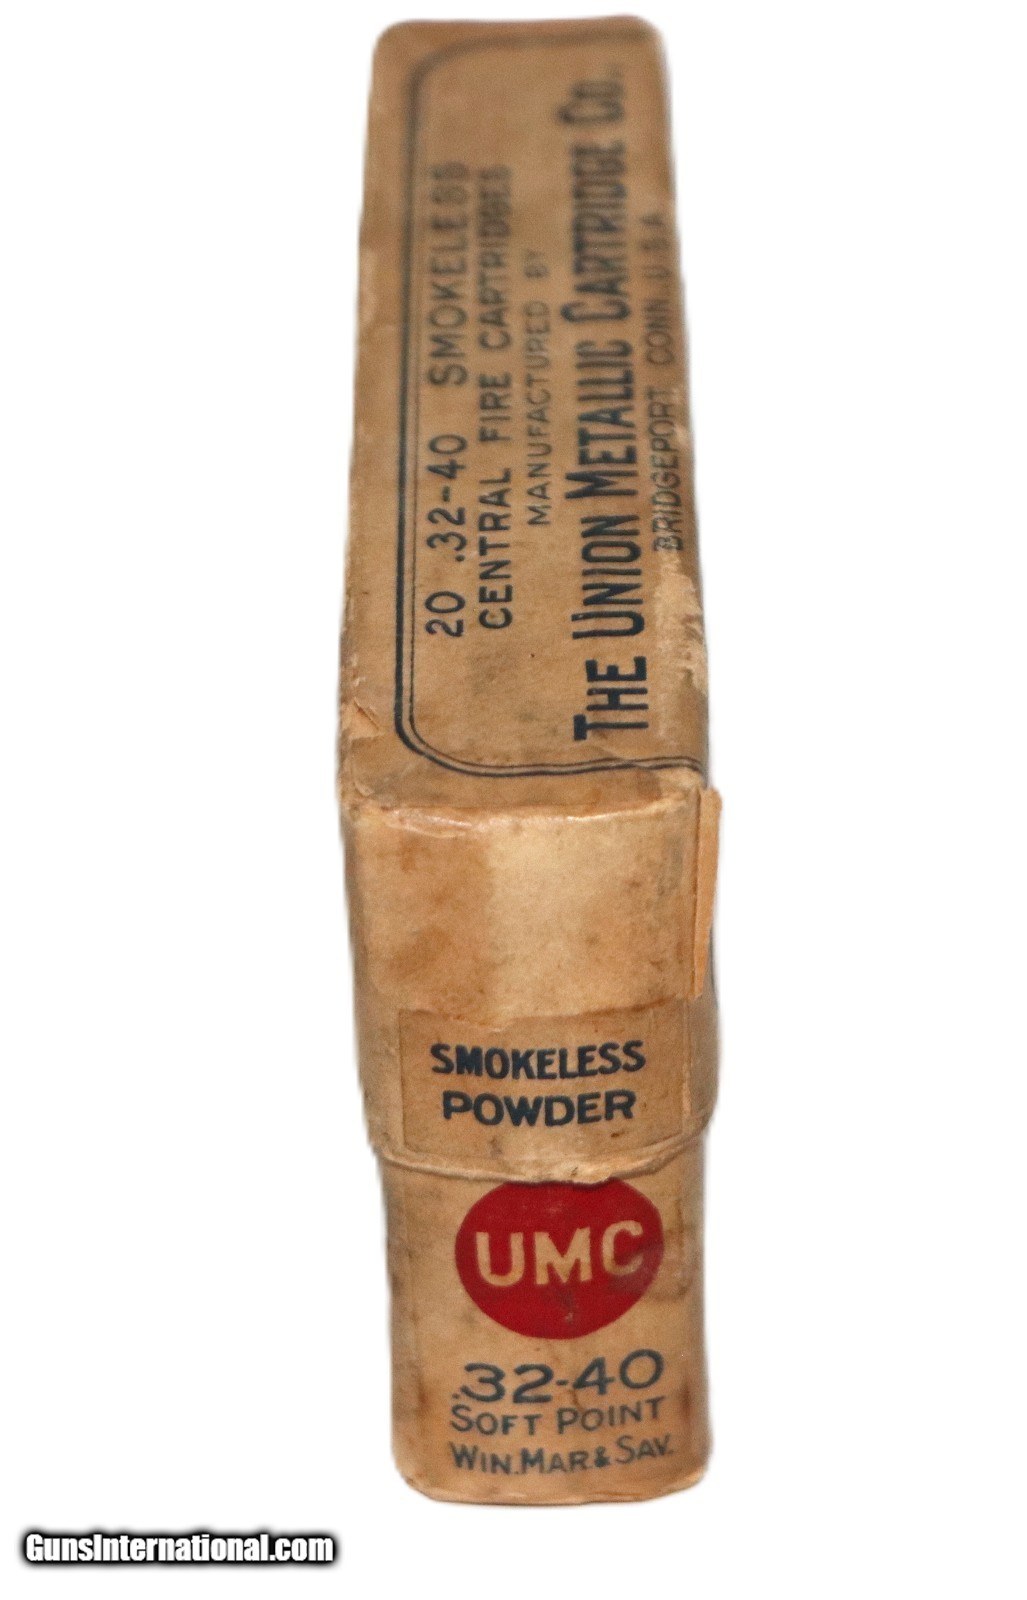 20 .32-40 SMOKELESS
CENTRAL FIRE CARTRIDGES
MANUFACTURED BY
THE UNION METALLIC CARTRIDGE CO.
BRIDGEPORT CONN. U.S.A.
SMOKELESS
POWDER
UMC
.32-40
SOFT POINT
WIN. MAR. & SAV.
GunsInternational.com